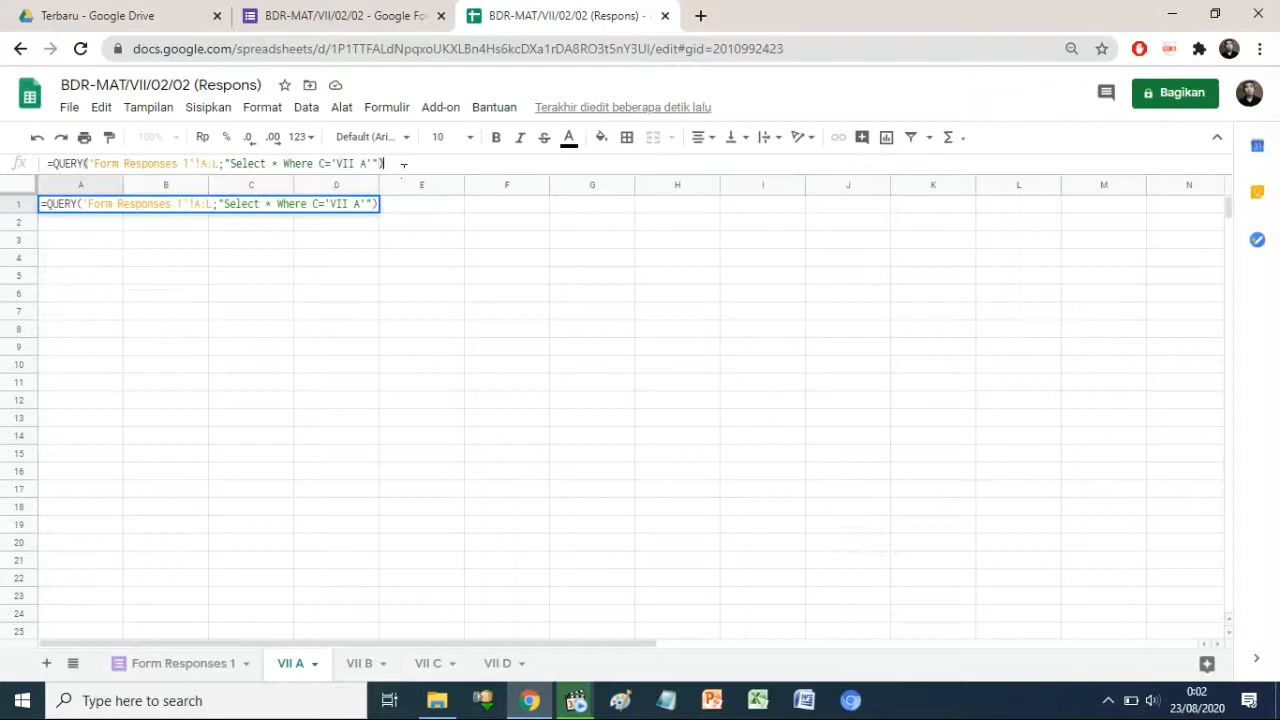 Terbaru - Google Drive
BDR-MAT/VII/02/02 - Google Fo
BDR-MAT/VII/02/02 (Respons) -
docs.google.com/spreadsheets/d/1P1TTFALdNpqxoUKXLBn4Hs6kcDXa1rDA8RO3t5nY3UI/edit#gid=2010992423
BDR-MAT/VII/02/02 (Respons)
File Edit Tampilan Sisipkan Format Data Alat Formulir Add-on Bantuan Terakhir diedit beberapa detik lalu
Bagikan
100% Rp % .0 .00 123 Default (Ari... 10 B I S A Σ
fx =QUERY('Form Responses 1'!A:L;"Select * Where C='VII A'")
A B C D E F G H I J K L M N
1 =QUERY('Form Responses 1'!A:L;"Select * Where C='VII A'")
2
3
4
5
6
7
8
9
10
11
12
13
14
15
16
17
18
19
20
21
22
23
24
25
Form Responses 1 VII A VII B VII C VII D
Type here to search
0:02
23/08/2020